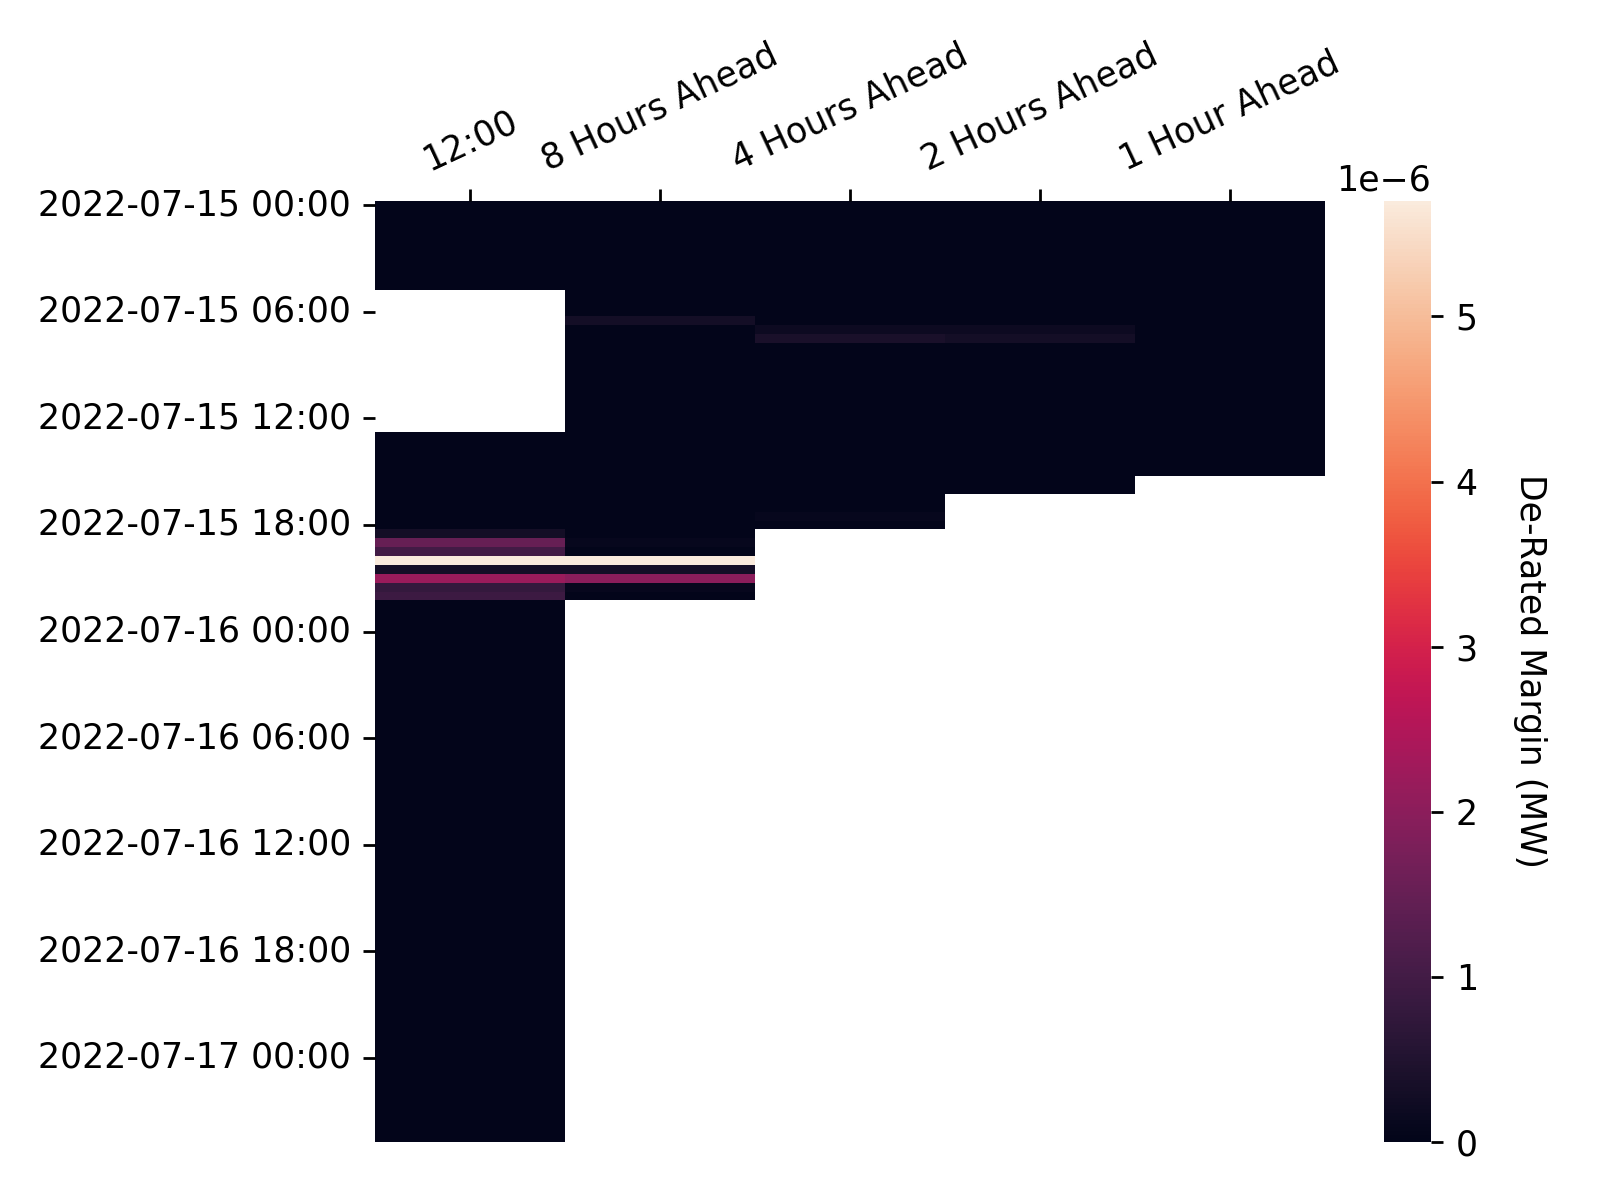 12:00
8 Hours Ahead
4 Hours Ahead
2 Hours Ahead
1 Hour Ahead
2022-07-15 00:00
2022-07-15 06:00
2022-07-15 12:00
2022-07-15 18:00
2022-07-16 00:00
2022-07-16 06:00
2022-07-16 12:00
2022-07-16 18:00
2022-07-17 00:00
1e−6
5
4
3
2
1
0
De-Rated Margin (MW)